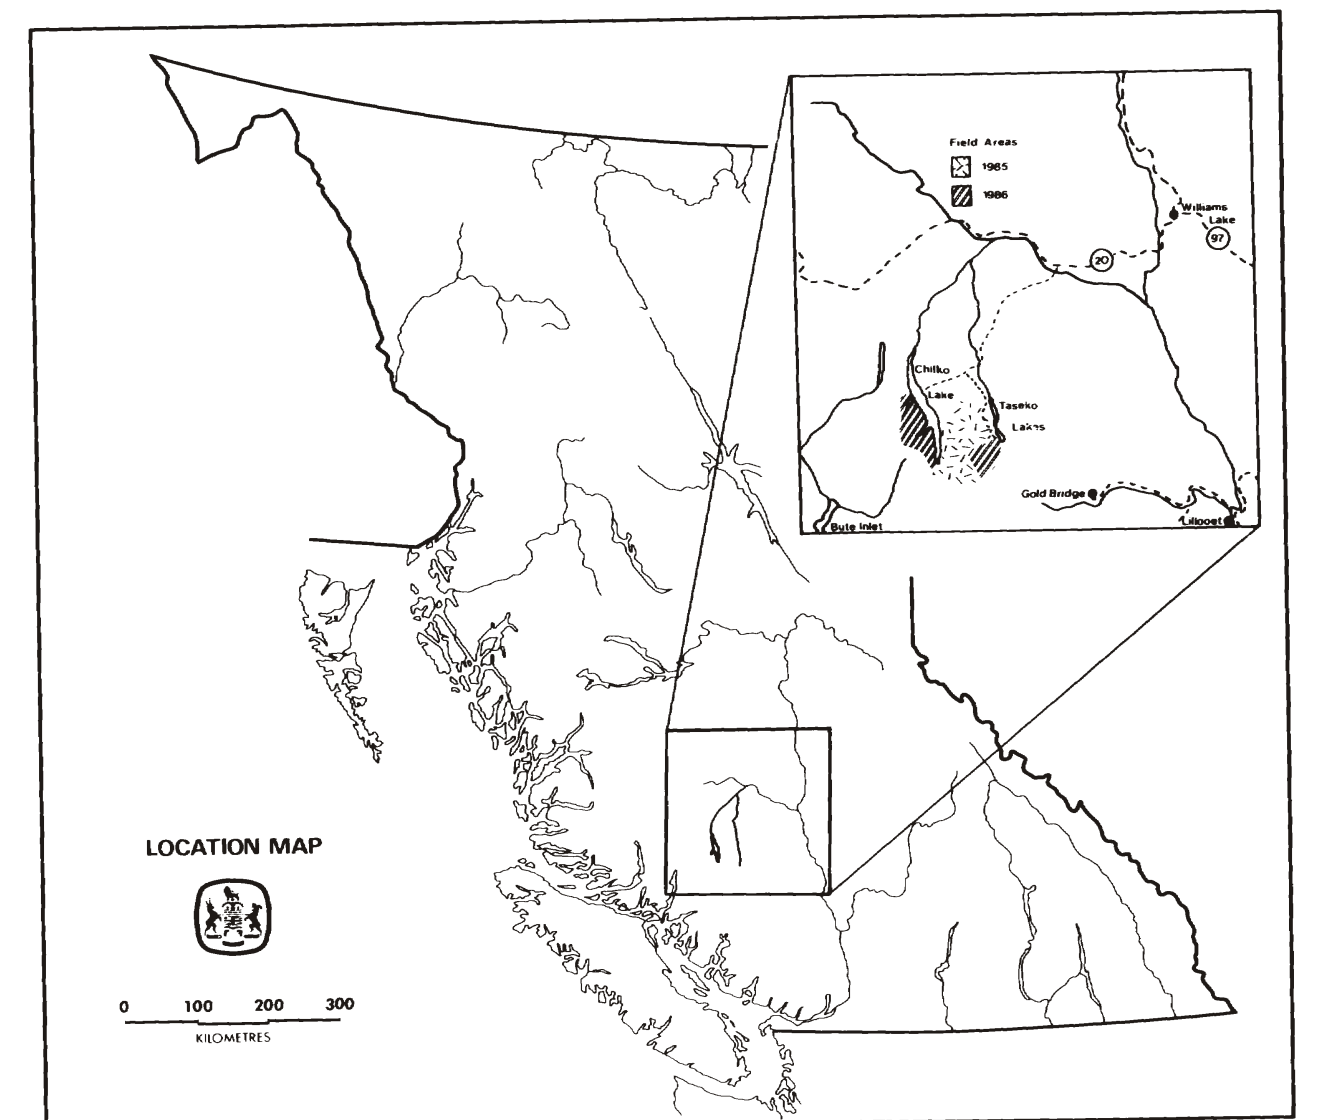 Field Areas
1985
1986
Williams
Lake
97
20
Chilko
Lake
Taseko
Lakes
Gold Bridge
Lillooet
Bute Inlet
LOCATION MAP
0 100 200 300
KILOMETRES